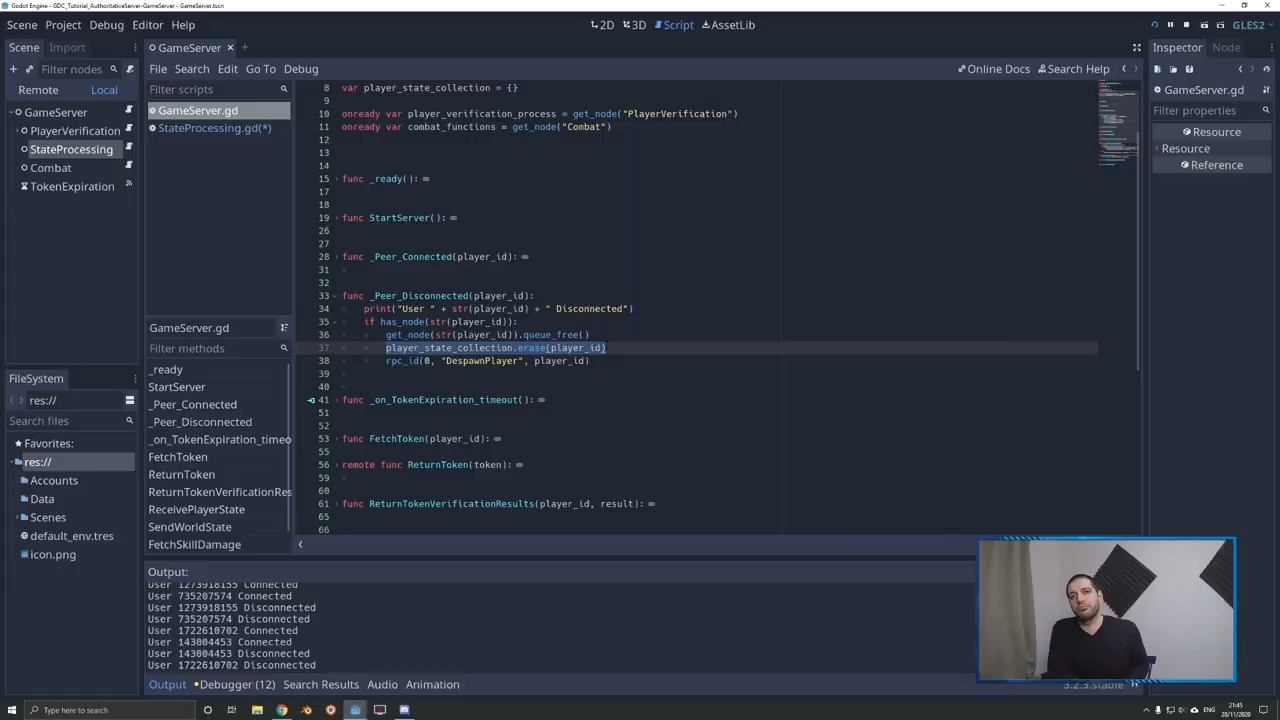 Godot Engine - GDC_Tutorial_AuthoritativeServer-GameServer - GameServer.tscn
Scene Project Debug Editor Help
2D 3D Script AssetLib
GLES2
Scene Import
GameServer
Inspector Node
Filter nodes
File Search Edit Go To Debug
Online Docs Search Help
Remote Local
Filter scripts
GameServer.gd
Filter properties
GameServer
GameServer.gd
PlayerVerification
StateProcessing.gd(*)
Resource
StateProcessing
Resource
Combat
Reference
TokenExpiration
8 var player_state_collection = {}
9
10 onready var player_verification_process = get_node("PlayerVerification")
11 onready var combat_functions = get_node("Combat")
12
13
14
15 func _ready():
17
18
19 func StartServer():
26
27
28 func _Peer_Connected(player_id):
31
32
33 func _Peer_Disconnected(player_id):
34 print("User " + str(player_id) + " Disconnected")
35 if has_node(str(player_id)):
36 get_node(str(player_id)).queue_free()
37 player_state_collection.erase(player_id)
38 rpc_id(0, "DespawnPlayer", player_id)
39
40
41 func _on_TokenExpiration_timeout():
51
52
53 func FetchToken(player_id):
55
56 remote func ReturnToken(token):
59
60
61 func ReturnTokenVerificationResults(player_id, result):
65
66
GameServer.gd
Filter methods
_ready
StartServer
_Peer_Connected
_Peer_Disconnected
_on_TokenExpiration_timeo
FetchToken
ReturnToken
ReturnTokenVerificationRes
ReceivePlayerState
SendWorldState
FetchSkillDamage
FileSystem
res://
Search files
Favorites:
res://
Accounts
Data
Scenes
default_env.tres
icon.png
Output:
User 1273918155 Connected
User 735207574 Connected
User 1273918155 Disconnected
User 735207574 Disconnected
User 1722610702 Connected
User 143004453 Connected
User 143004453 Disconnected
User 1722610702 Disconnected
Output Debugger (12) Search Results Audio Animation
3.2.3.stable
Type here to search
ENG
21:45
28/11/2020